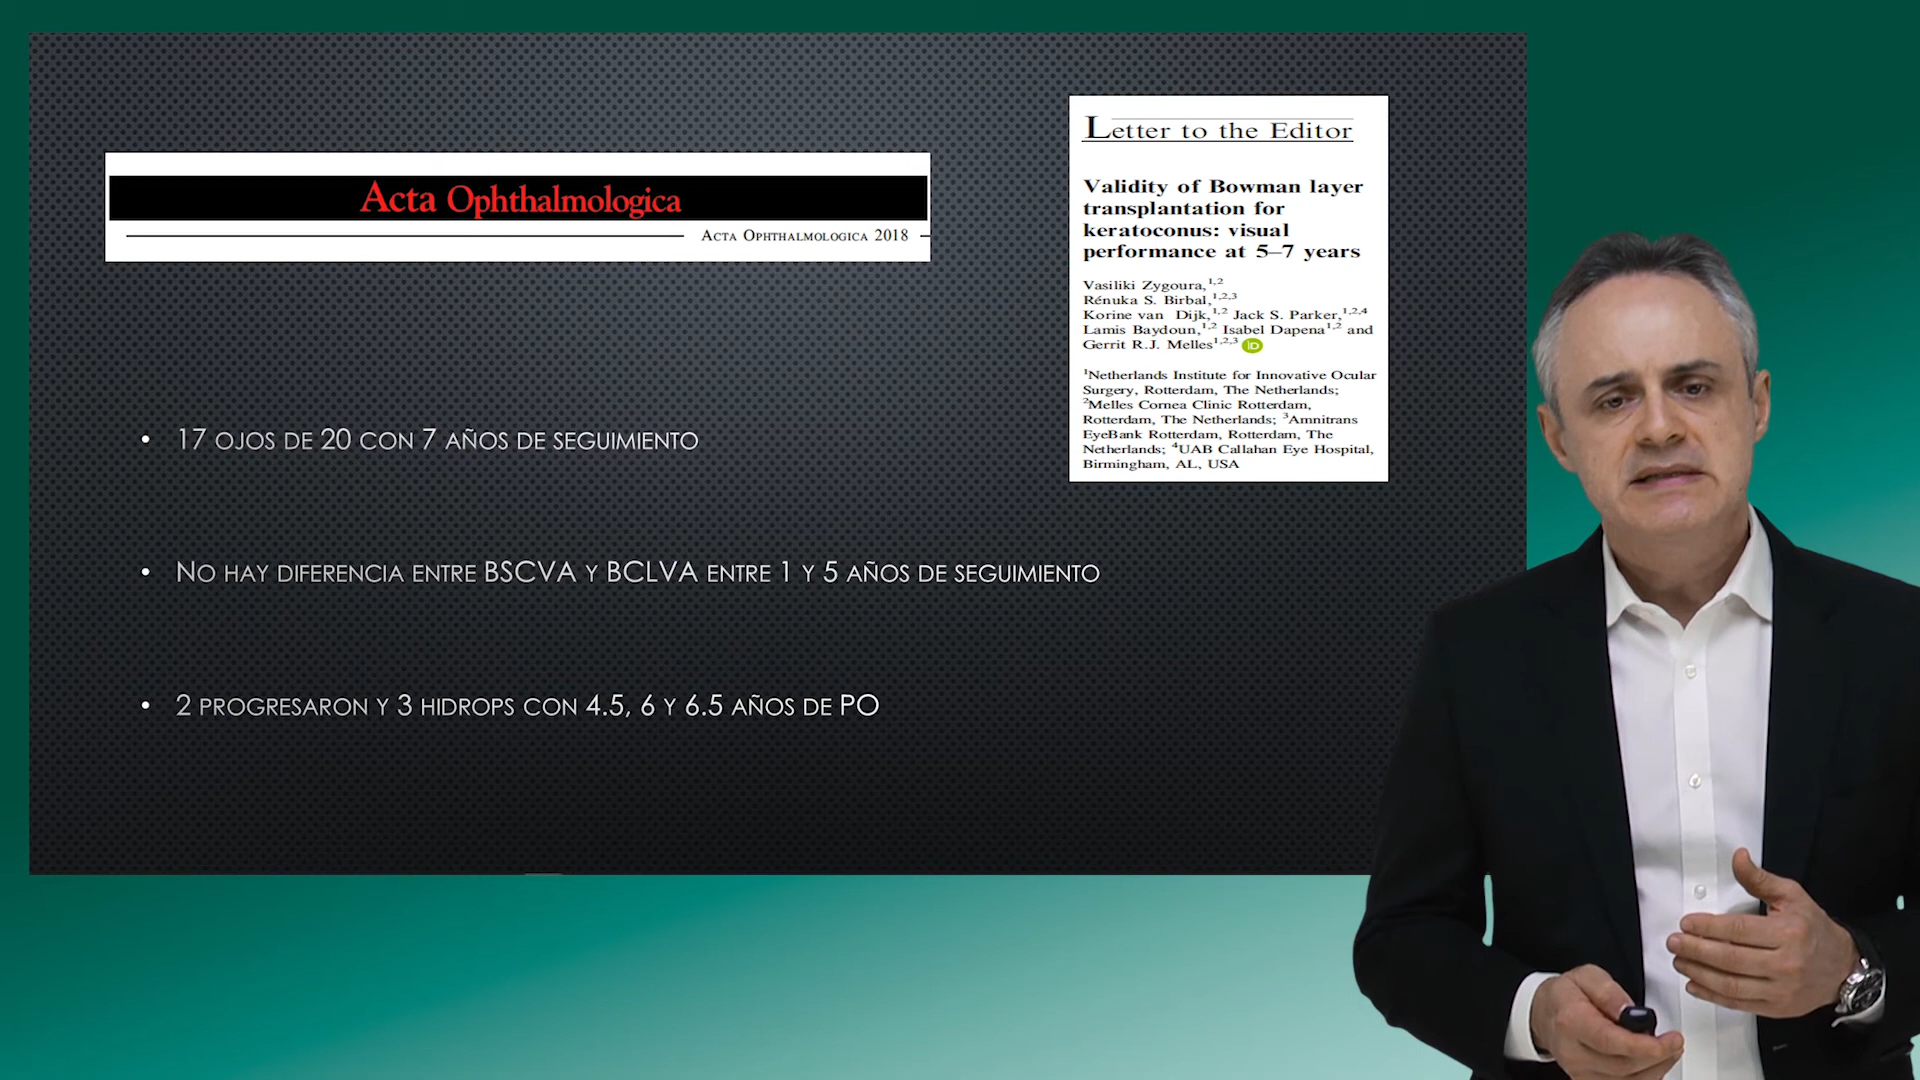 Acta Ophthalmologica
Acta Ophthalmologica 2018
Letter to the Editor
Validity of Bowman layer
transplantation for
keratoconus: visual
performance at 5–7 years
Vasiliki Zygoura,1,2
Rénuka S. Birbal,1,2,3
Korine van Dijk,1,2 Jack S. Parker,1,2,4
Lamis Baydoun,1,2 Isabel Dapena1,2 and
Gerrit R.J. Melles1,2,3 iD
1Netherlands Institute for Innovative Ocular
Surgery, Rotterdam, The Netherlands;
2Melles Cornea Clinic Rotterdam,
Rotterdam, The Netherlands; 3Amnitrans
EyeBank Rotterdam, Rotterdam, The
Netherlands; 4UAB Callahan Eye Hospital,
Birmingham, AL, USA
• 17 ojos de 20 con 7 años de seguimiento
• No hay diferencia entre BSCVA y BCLVA entre 1 y 5 años de seguimiento
• 2 progresaron y 3 hidrops con 4.5, 6 y 6.5 años de PO